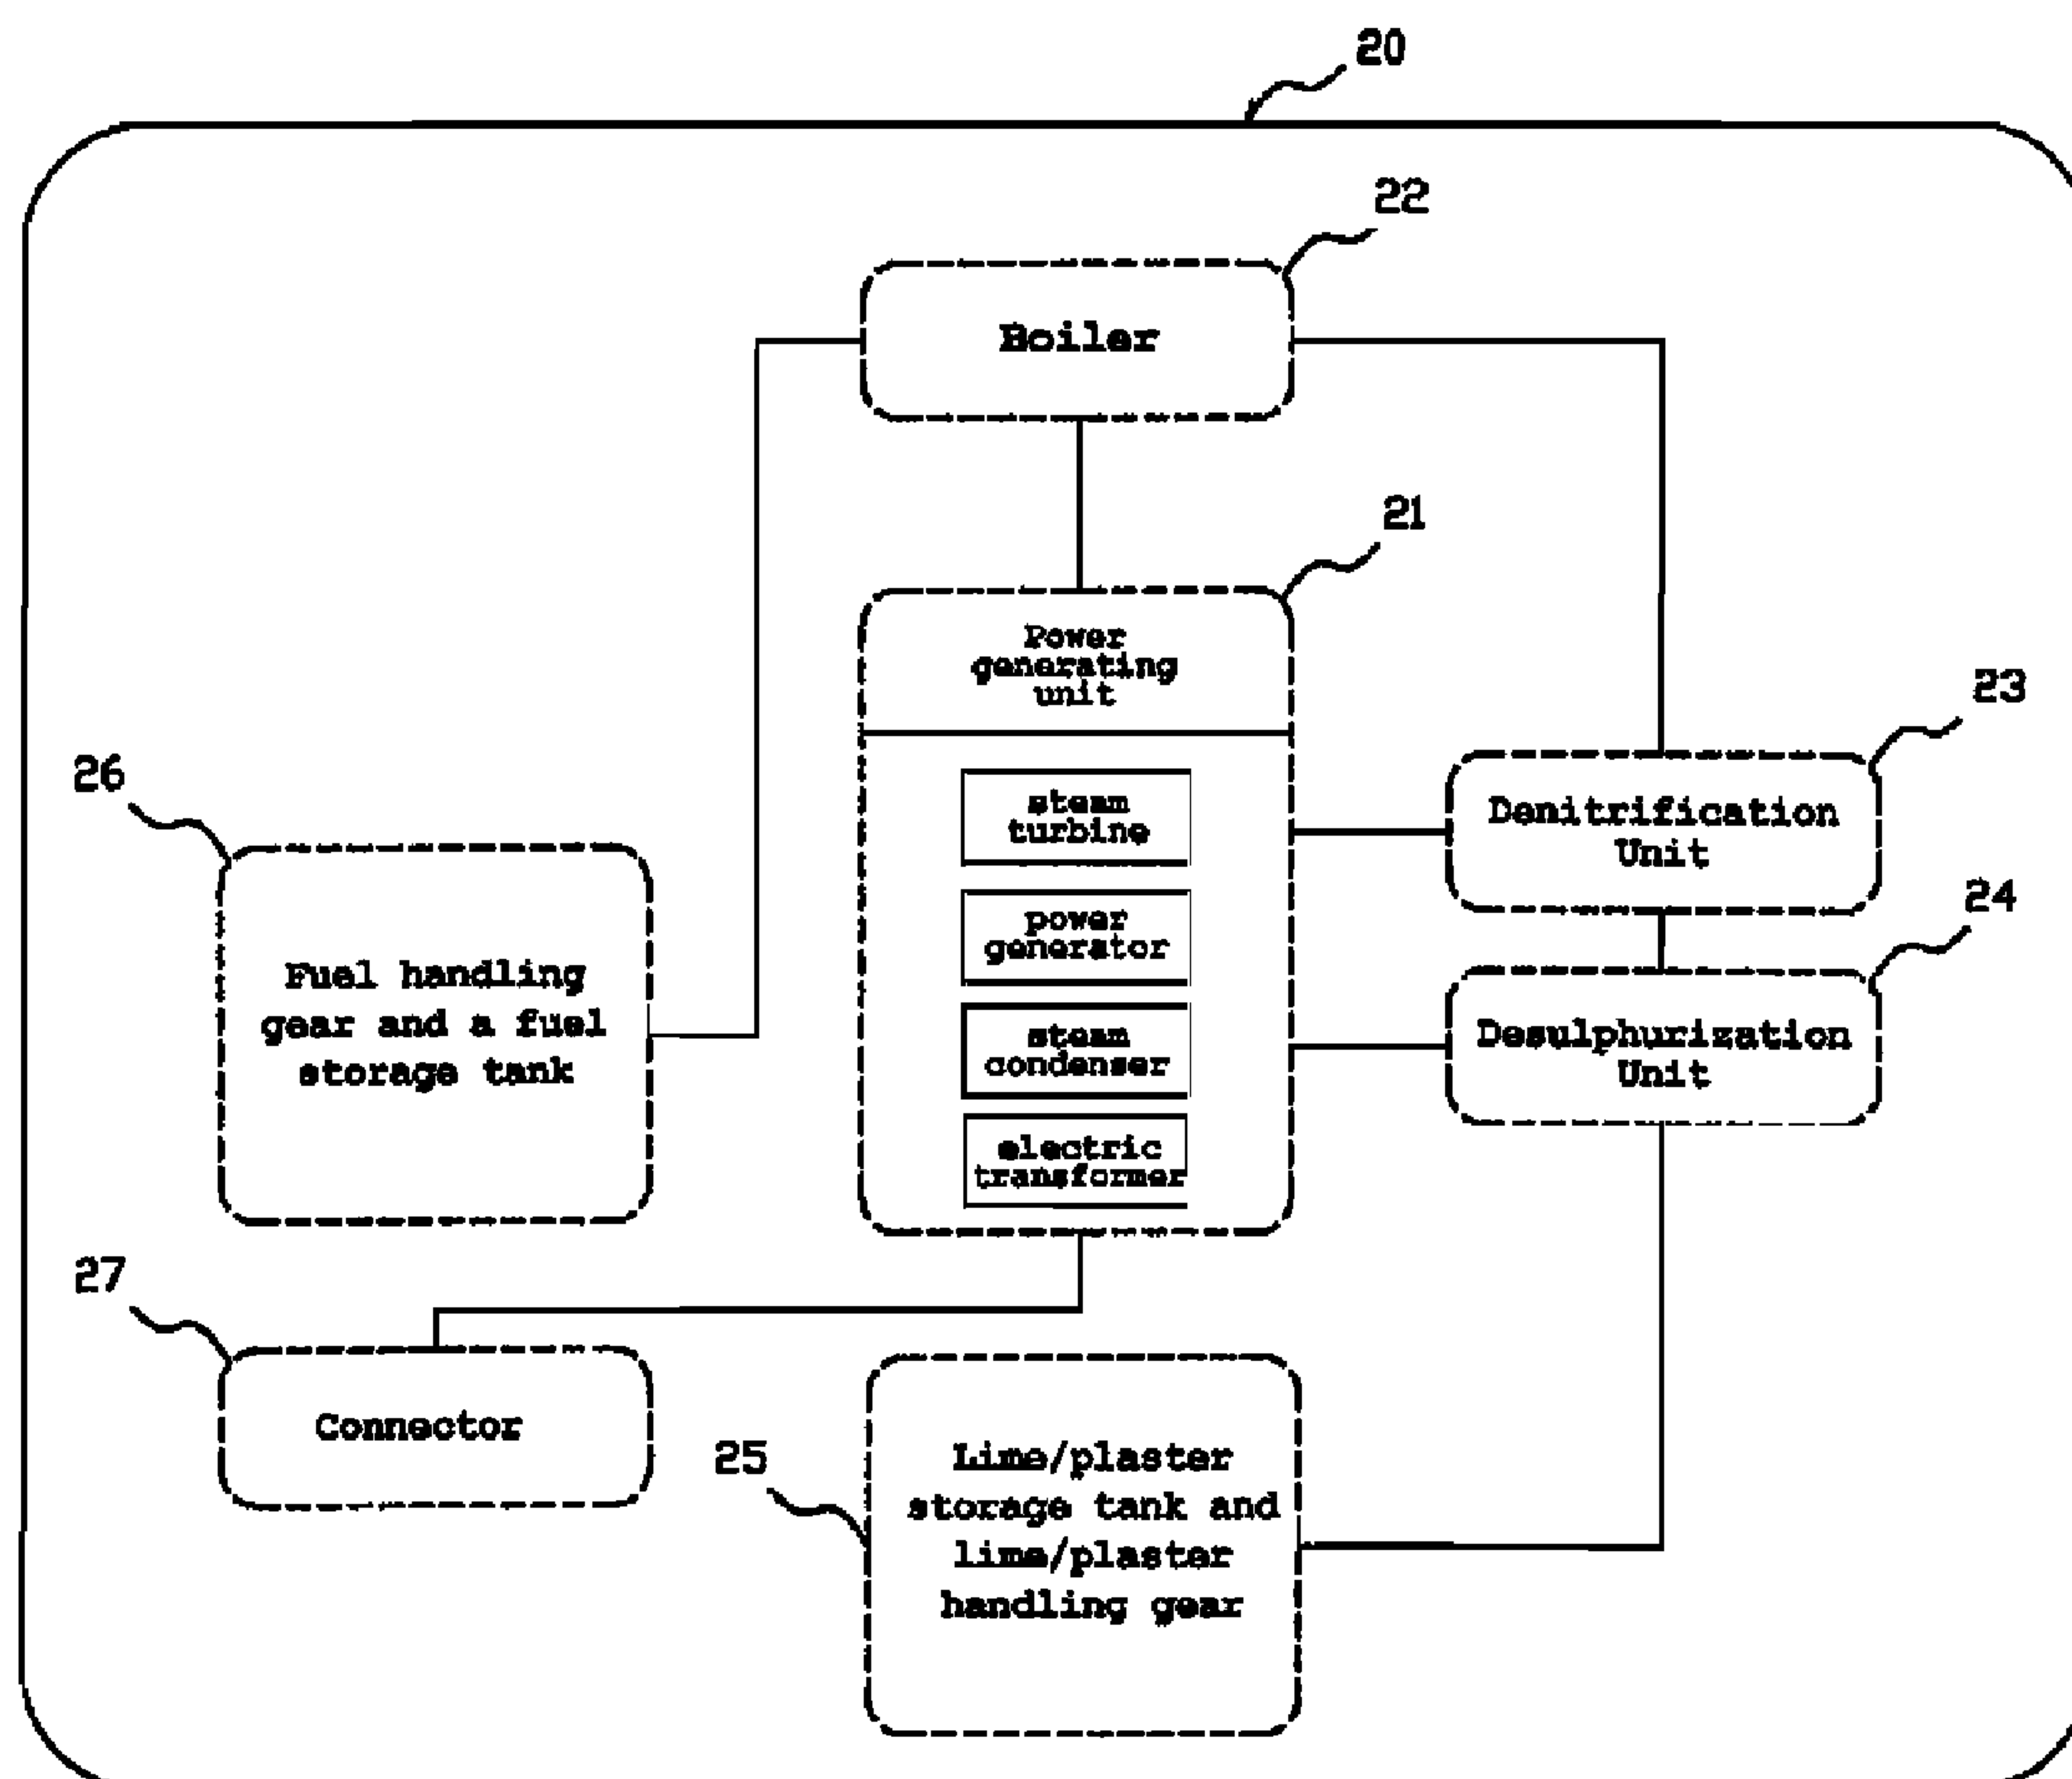 20
22
Boiler
21
Power
generating
unit
23
26
steam
turbine
Denitrification
Unit
24
power
generator
Fuel handling
gear and a fuel
storage tank
steam
condenser
Desulphurization
Unit
electric
transformer
27
Connector
25
Lime/plaster
storage tank and
lime/plaster
handling gear